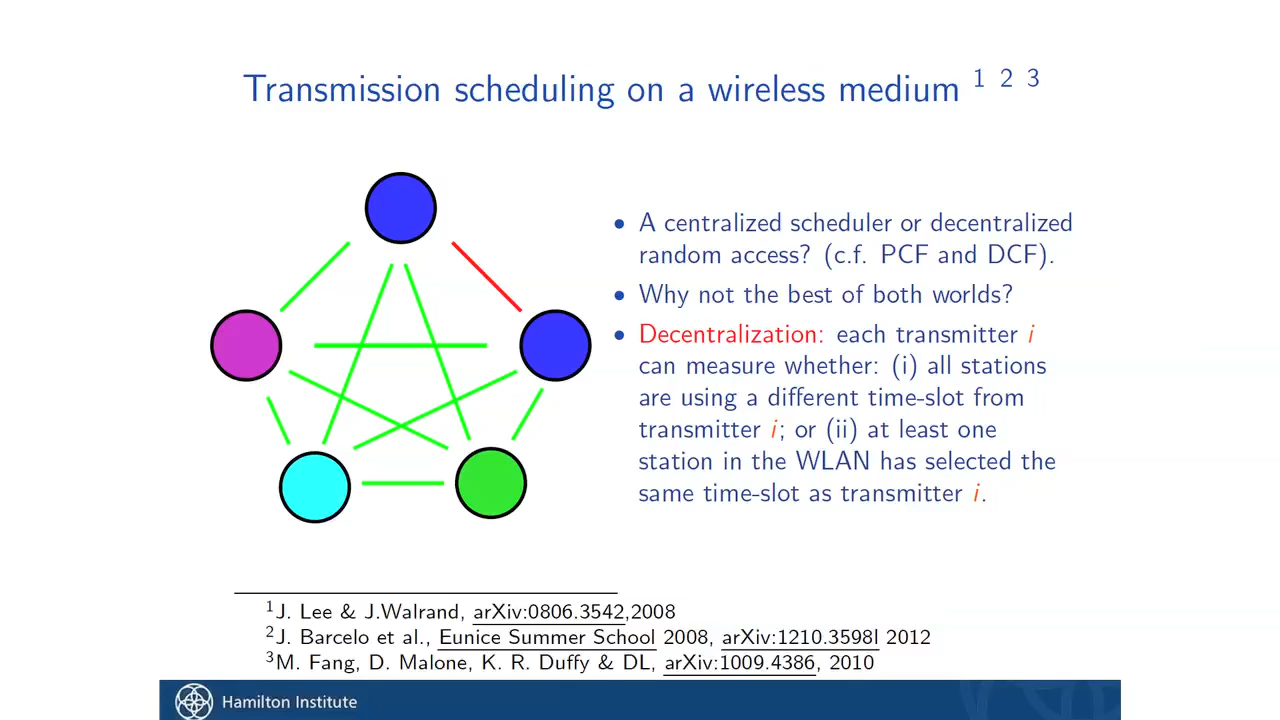 Transmission scheduling on a wireless medium 1 2 3
• A centralized scheduler or decentralized
random access? (c.f. PCF and DCF).
• Why not the best of both worlds?
• Decentralization: each transmitter i
can measure whether: (i) all stations
are using a different time-slot from
transmitter i; or (ii) at least one
station in the WLAN has selected the
same time-slot as transmitter i.
1J. Lee & J.Walrand, arXiv:0806.3542,2008
2J. Barcelo et al., Eunice Summer School 2008, arXiv:1210.3598l 2012
3M. Fang, D. Malone, K. R. Duffy & DL, arXiv:1009.4386, 2010
Hamilton Institute